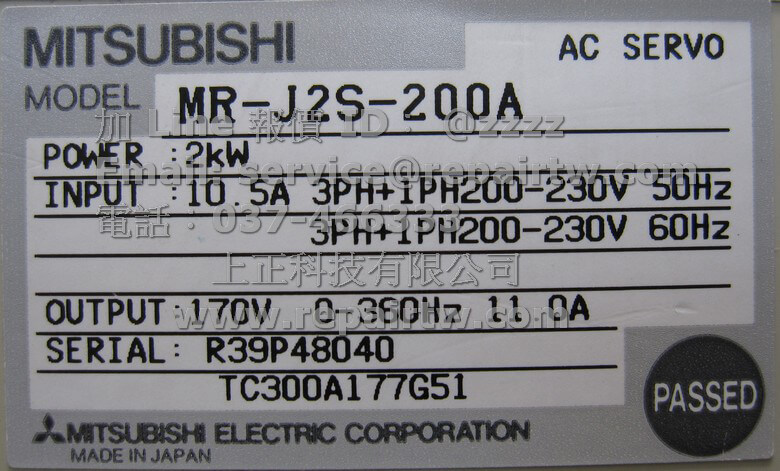 MITSUBISHI
AC SERVO
MODEL MR-J2S-200A
加 Line 報價 ID : @zzzz
POWER :2kW
Email: service@repairtw.com
INPUT :10.5A 3PH+1PH200-230V 50Hz
電話 : 037-466333
3PH+1PH200-230V 60Hz
上正科技有限公司
OUTPUT:170V 0-360Hz 11.0A
www.repairtw.com
SERIAL: R39P48040
TC300A177G51
PASSED
MITSUBISHI ELECTRIC CORPORATION
MADE IN JAPAN